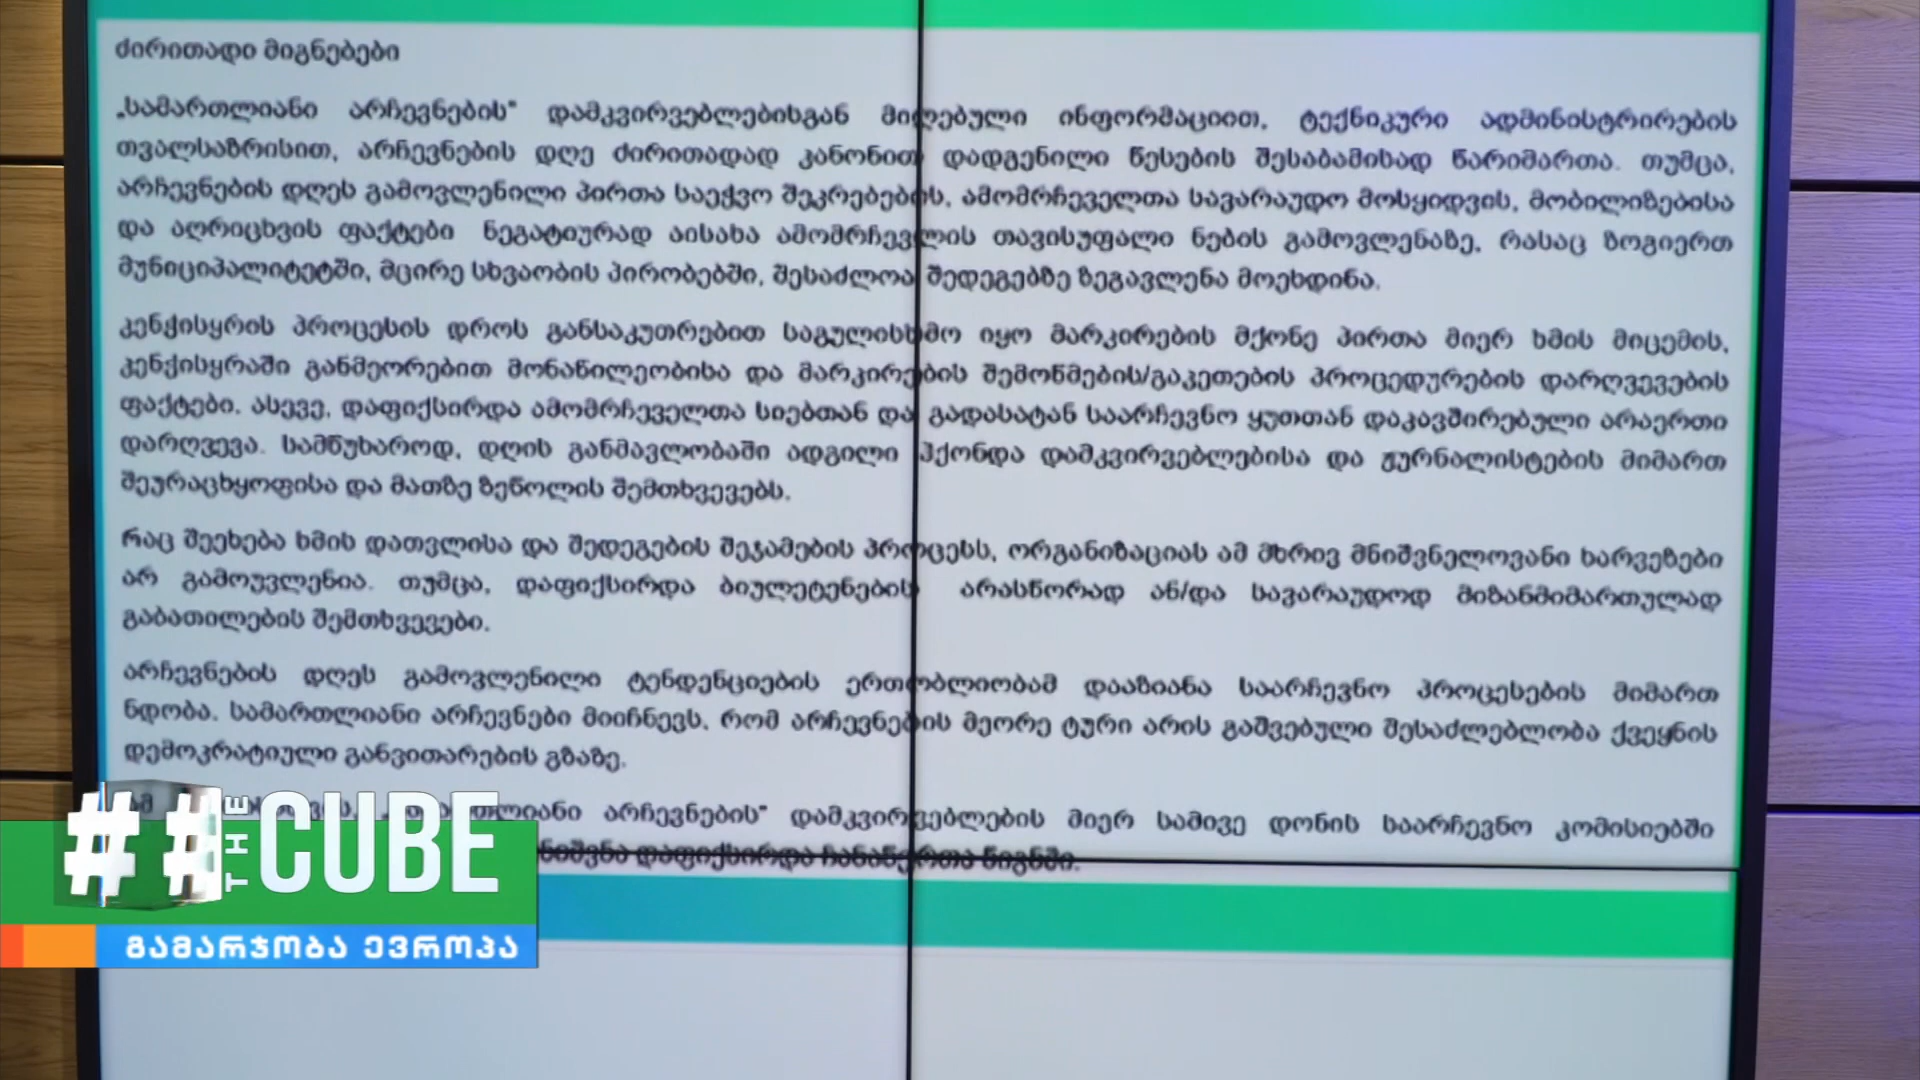 ძირითადი მიგნებები
„სამართლიანი არჩევნების" დამკვირვებლებისგან მიღებული ინფორმაციით, ტექნიკური ადმინისტრირების
თვალსაზრისით, არჩევნების დღე ძირითადად კანონით დადგენილი წესების შესაბამისად წარიმართა. თუმცა,
არჩევნების დღეს გამოვლენილი პირთა საეჭვო შეკრებების, ამომრჩეველთა სავარაუდო მოსყიდვის, მობილიზებისა
და აღრიცხვის ფაქტები ნეგატიურად აისახა ამომრჩევლის თავისუფალი ნების გამოვლენაზე, რასაც ზოგიერთ
მუნიციპალიტეტში, მცირე სხვაობის პირობებში, შესაძლოა შედეგებზე ზეგავლენა მოეხდინა.
კენჭისყრის პროცესის დროს განსაკუთრებით საგულისხმო იყო მარკირების მქონე პირთა მიერ ხმის მიცემის,
კენჭისყრაში განმეორებით მონაწილეობისა და მარკირების შემოწმების/გაკეთების პროცედურების დარღვევების
ფაქტები. ასევე, დაფიქსირდა ამომრჩეველთა სიებთან და გადასატან საარჩევნო ყუთთან დაკავშირებული არაერთი
დარღვევა. სამწუხაროდ, დღის განმავლობაში ადგილი ჰქონდა დამკვირვებლებისა და ჟურნალისტების მიმართ
შეურაცხყოფისა და მათზე ზეწოლის შემთხვევებს.
რაც შეეხება ხმის დათვლისა და შედეგების შეჯამების პროცესს, ორგანიზაციას ამ მხრივ მნიშვნელოვანი ხარვეზები
არ გამოუვლენია. თუმცა, დაფიქსირდა ბიულეტენების არასწორად ან/და სავარაუდოდ მიზანმიმართულად
გაბათილების შემთხვევები.
არჩევნების დღეს გამოვლენილი ტენდენციების ერთობლიობამ დააზიანა საარჩევნო პროცესების მიმართ
ნდობა. სამართლიანი არჩევნები მიიჩნევს, რომ არჩევნების მეორე ტური არის გაშვებული შესაძლებლობა ქვეყნის
დემოკრატიული განვითარების გზაზე.
არჩევნების" დამკვირვებლების მიერ სამივე დონის საარჩევნო კომისიებში
დაფიქსირდა ჩანაწერთა წიგნში.
## THE CUBE
გამარჯობა ევროპა